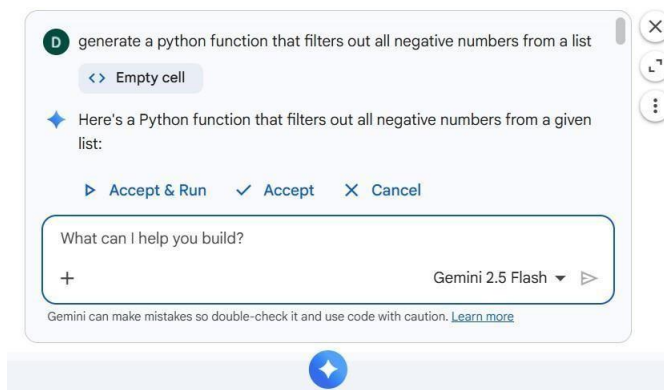 D generate a python function that filters out all negative numbers from a list
<> Empty cell
Here's a Python function that filters out all negative numbers from a given
list:
Accept & Run Accept Cancel
What can I help you build?
+ Gemini 2.5 Flash
Gemini can make mistakes so double-check it and use code with caution. Learn more